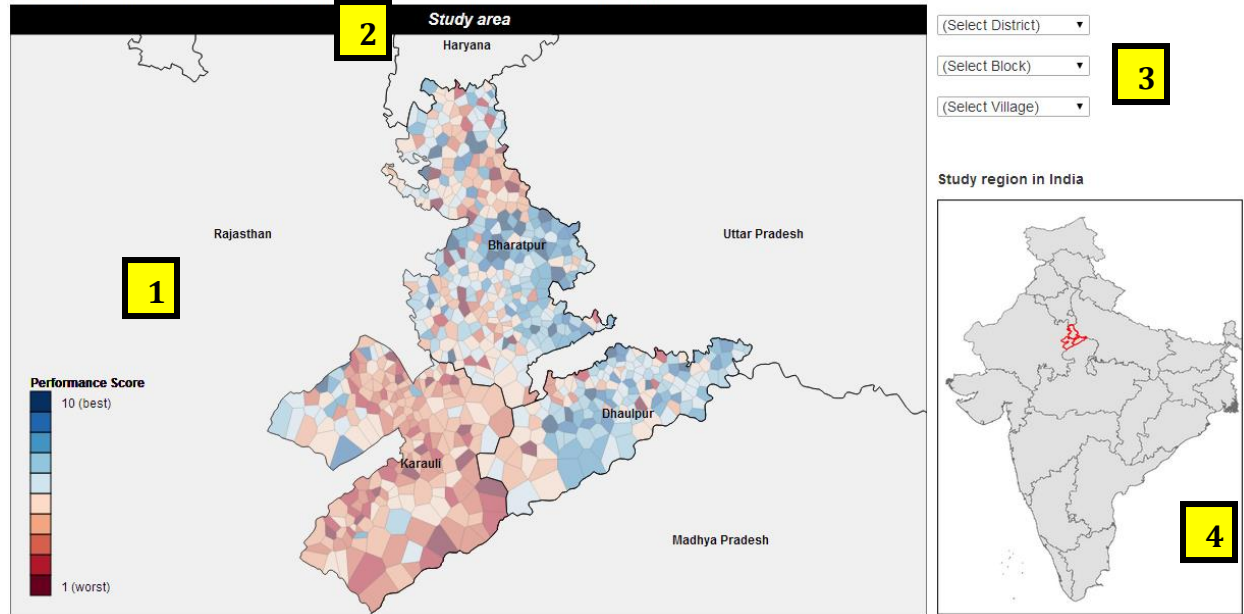 Study area
2
Haryana
Rajasthan
Bharatpur
Uttar Pradesh
1
Performance Score
10 (best)
1 (worst)
Dhaulpur
Karauli
Madhya Pradesh
(Select District)
(Select Block)
(Select Village)
3
Study region in India
4